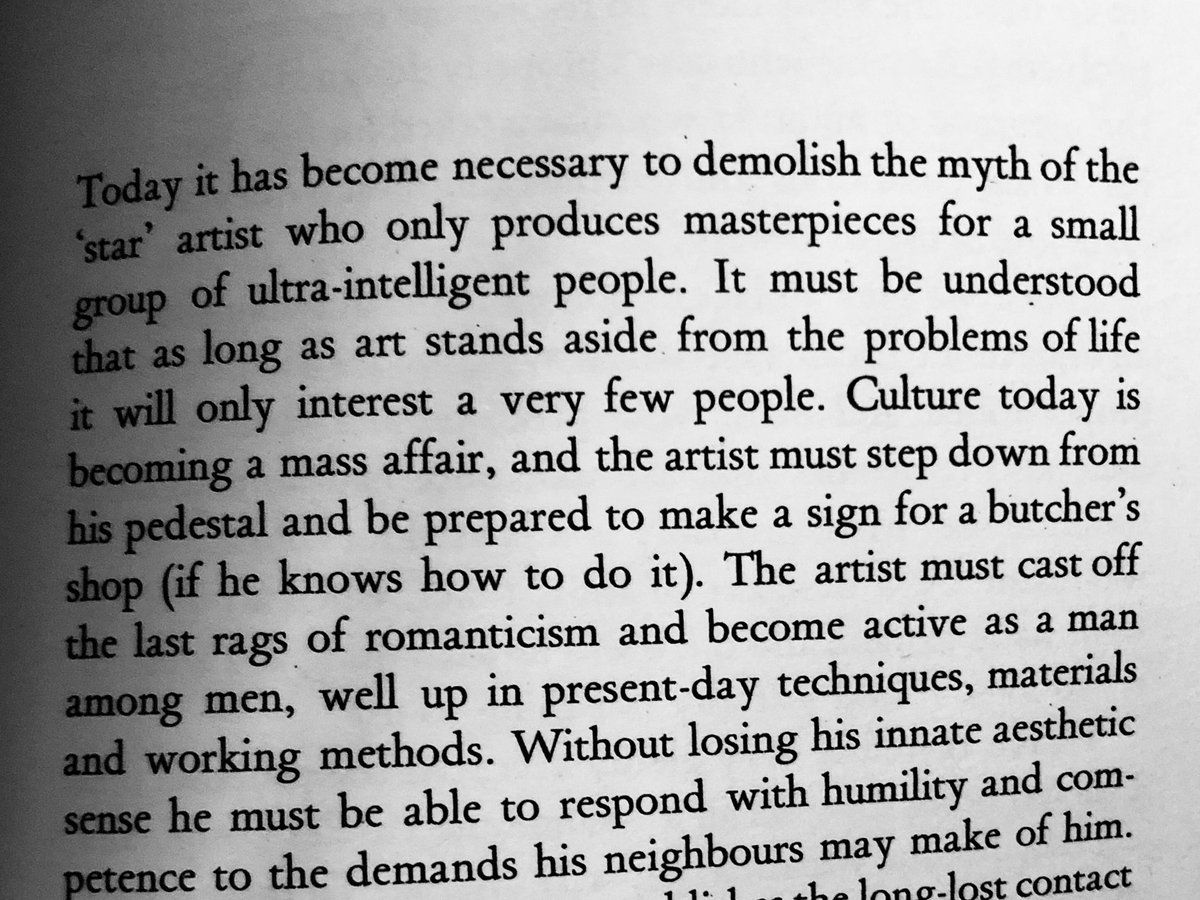 Today it has become necessary to demolish the myth of the
‘star’ artist who only produces masterpieces for a small
group of ultra-intelligent people. It must be understood
that as long as art stands aside from the problems of life
it will only interest a very few people. Culture today is
becoming a mass affair, and the artist must step down from
his pedestal and be prepared to make a sign for a butcher’s
shop (if he knows how to do it). The artist must cast off
the last rags of romanticism and become active as a man
among men, well up in present-day techniques, materials
and working methods. Without losing his innate aesthetic
sense he must be able to respond with humility and com-
petence to the demands his neighbours may make of him.
the long-lost contact